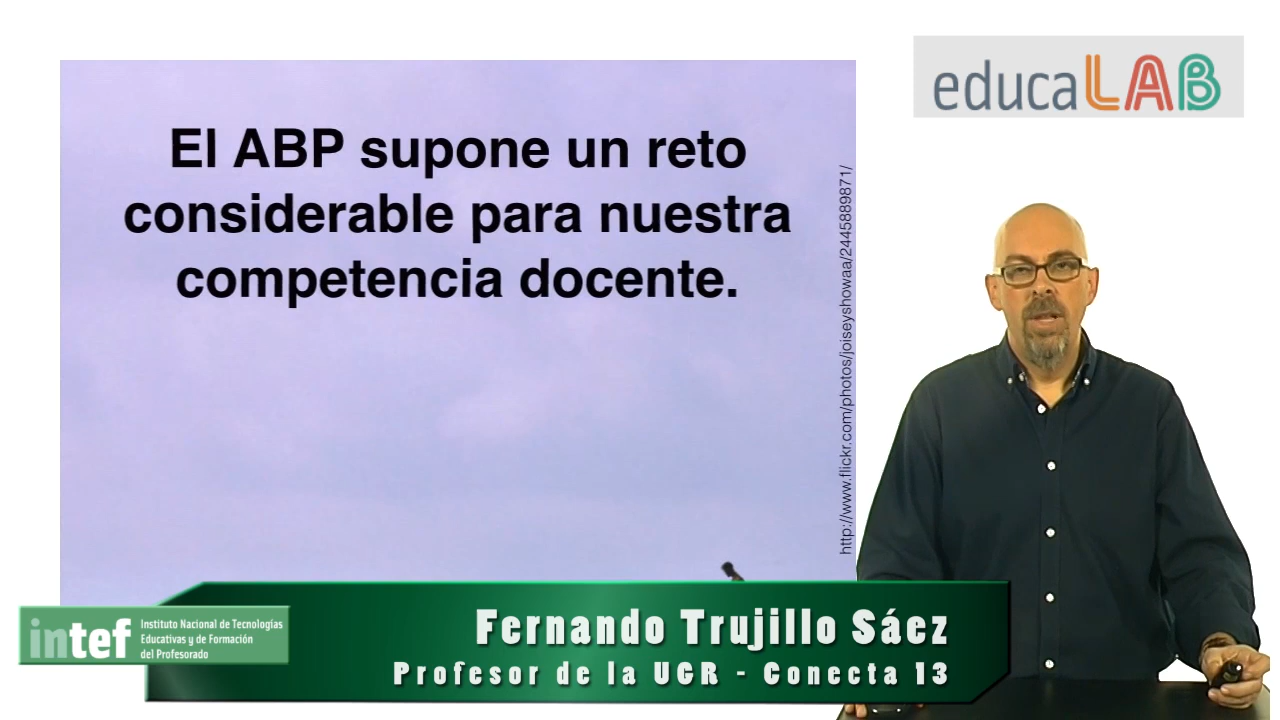 El ABP supone un reto
considerable para nuestra
competencia docente.
http://www.flickr.com/photos/joiseyshowaa/2445889871/
educaLAB
Fernando Trujillo Sáez
Profesor de la UGR - Conecta 13
intef
Instituto Nacional de Tecnologías
Educativas y de Formación
del Profesorado